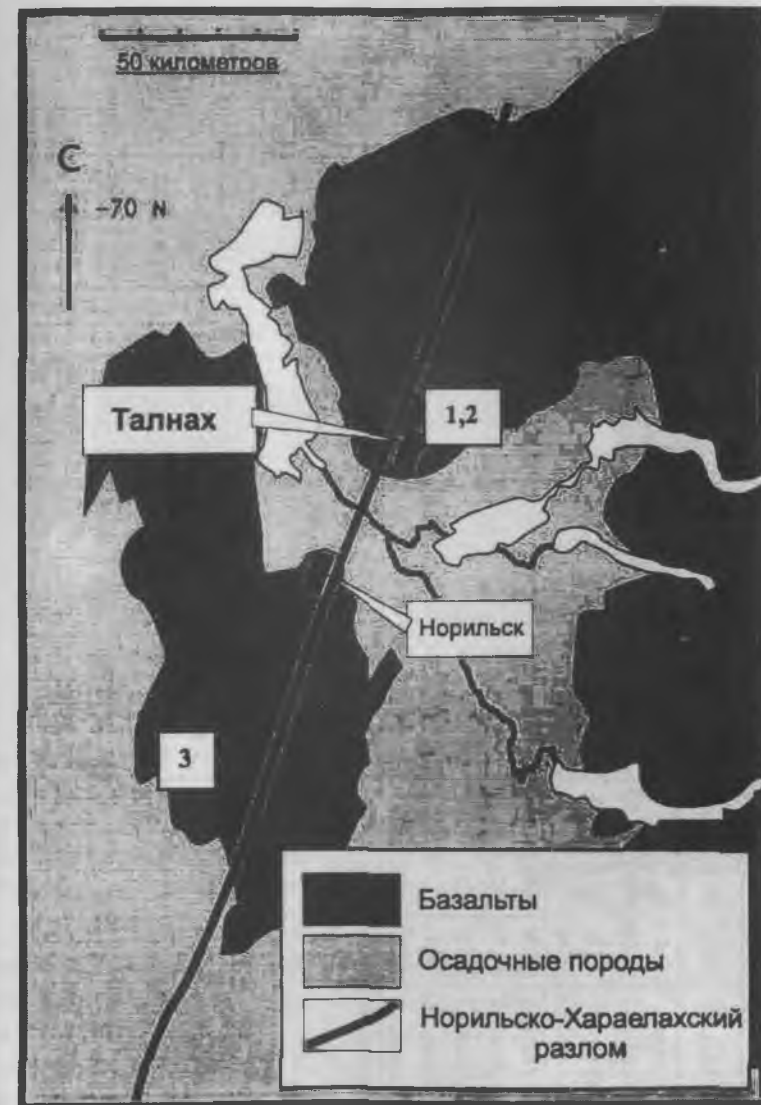 50 километров
С
-70 N
Талнах
1,2
Норильск
3
Базальты
Осадочные породы
Норильско-Хараелахский
разлом